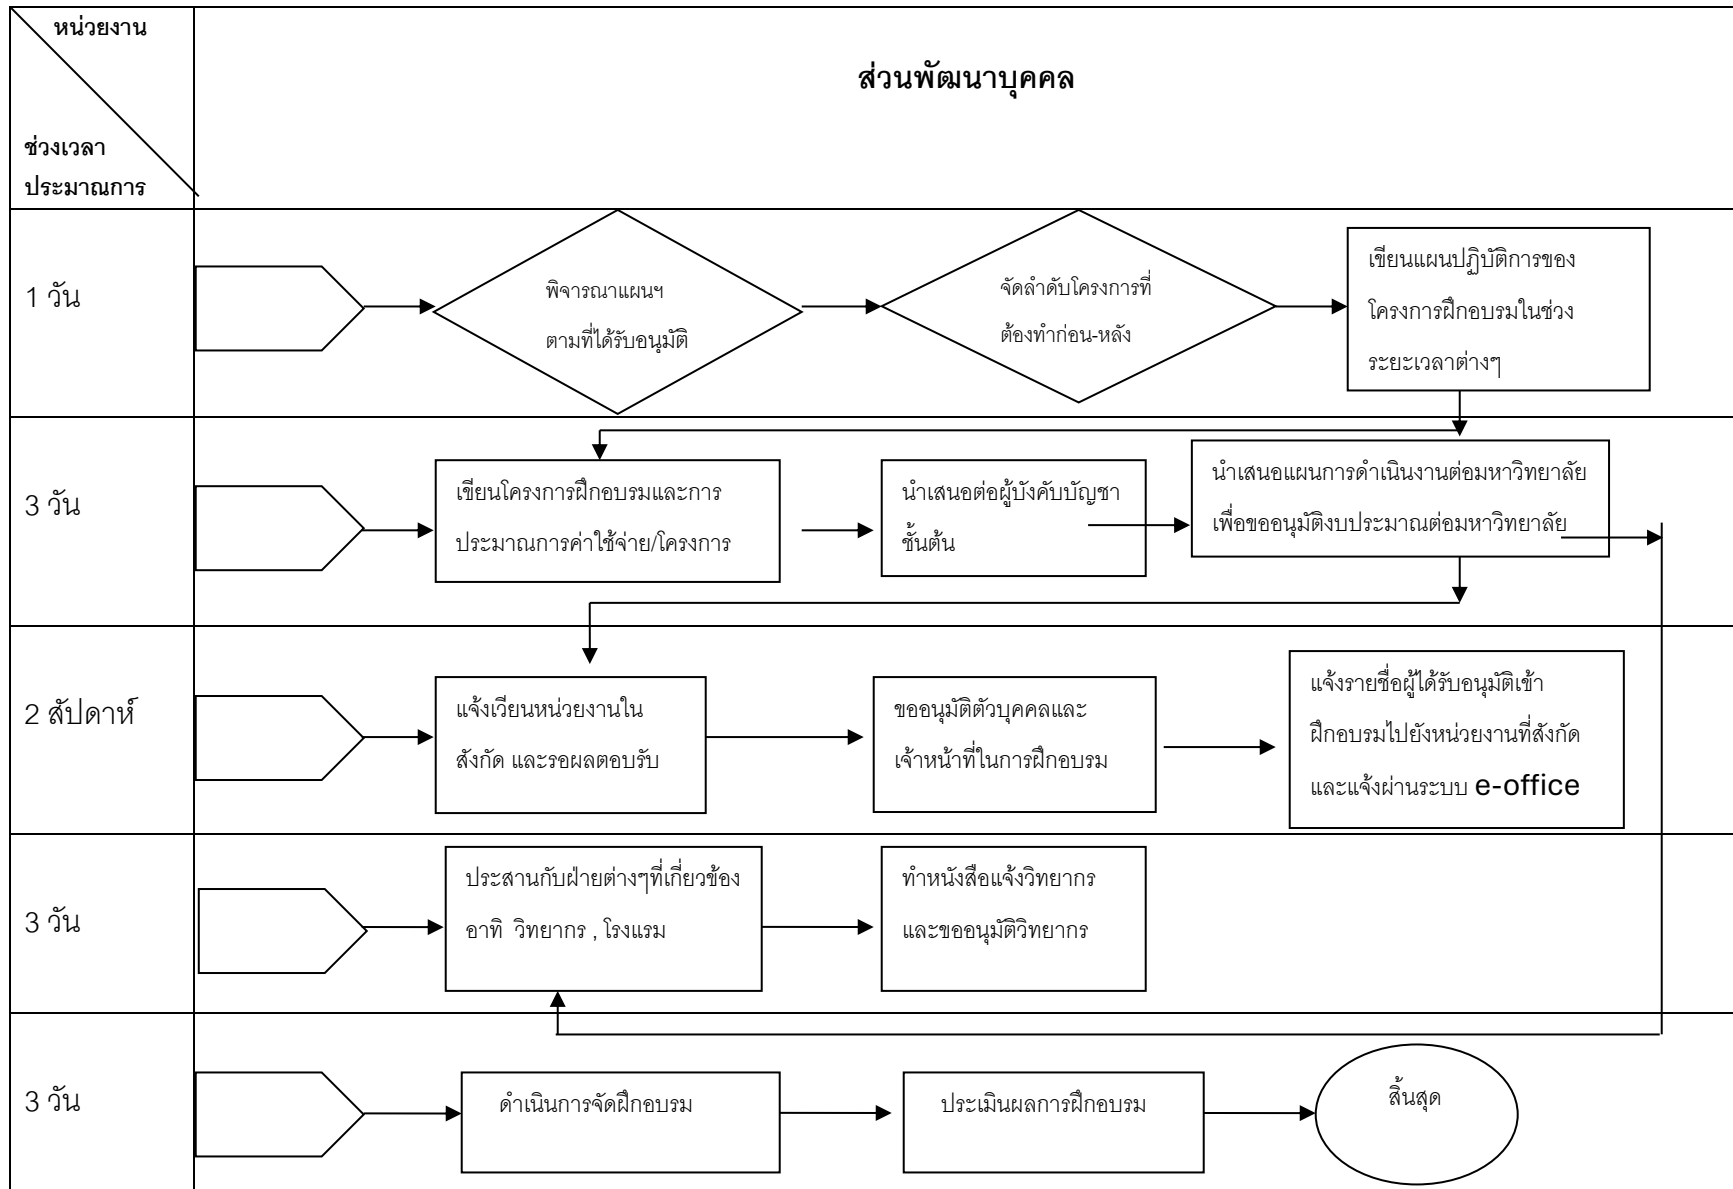 หน่วยงาน
ส่วนพัฒนาบุคคล
ช่วงเวลา
ประมาณการ
1 วัน
พิจารณาแผนฯ
ตามที่ได้รับอนุมัติ
จัดลำดับโครงการที่
ต้องทำก่อน-หลัง
เขียนแผนปฏิบัติการของ
โครงการฝึกอบรมในช่วง
ระยะเวลาต่างๆ
3 วัน
เขียนโครงการฝึกอบรมและการ
ประมาณการค่าใช้จ่าย/โครงการ
นำเสนอต่อผู้บังคับบัญชา
ชั้นต้น
นำเสนอแผนการดำเนินงานต่อมหาวิทยาลัย
เพื่อขออนุมัติงบประมาณต่อมหาวิทยาลัย
2 สัปดาห์
แจ้งเวียนหน่วยงานใน
สังกัด และรอผลตอบรับ
ขออนุมัติตัวบุคคลและ
เจ้าหน้าที่ในการฝึกอบรม
แจ้งรายชื่อผู้ได้รับอนุมัติเข้า
ฝึกอบรมไปยังหน่วยงานที่สังกัด
และแจ้งผ่านระบบ e-office
3 วัน
ประสานกับฝ่ายต่างๆที่เกี่ยวข้อง
อาทิ วิทยากร , โรงแรม
ทำหนังสือแจ้งวิทยากร
และขออนุมัติวิทยากร
3 วัน
ดำเนินการจัดฝึกอบรม
ประเมินผลการฝึกอบรม
สิ้นสุด